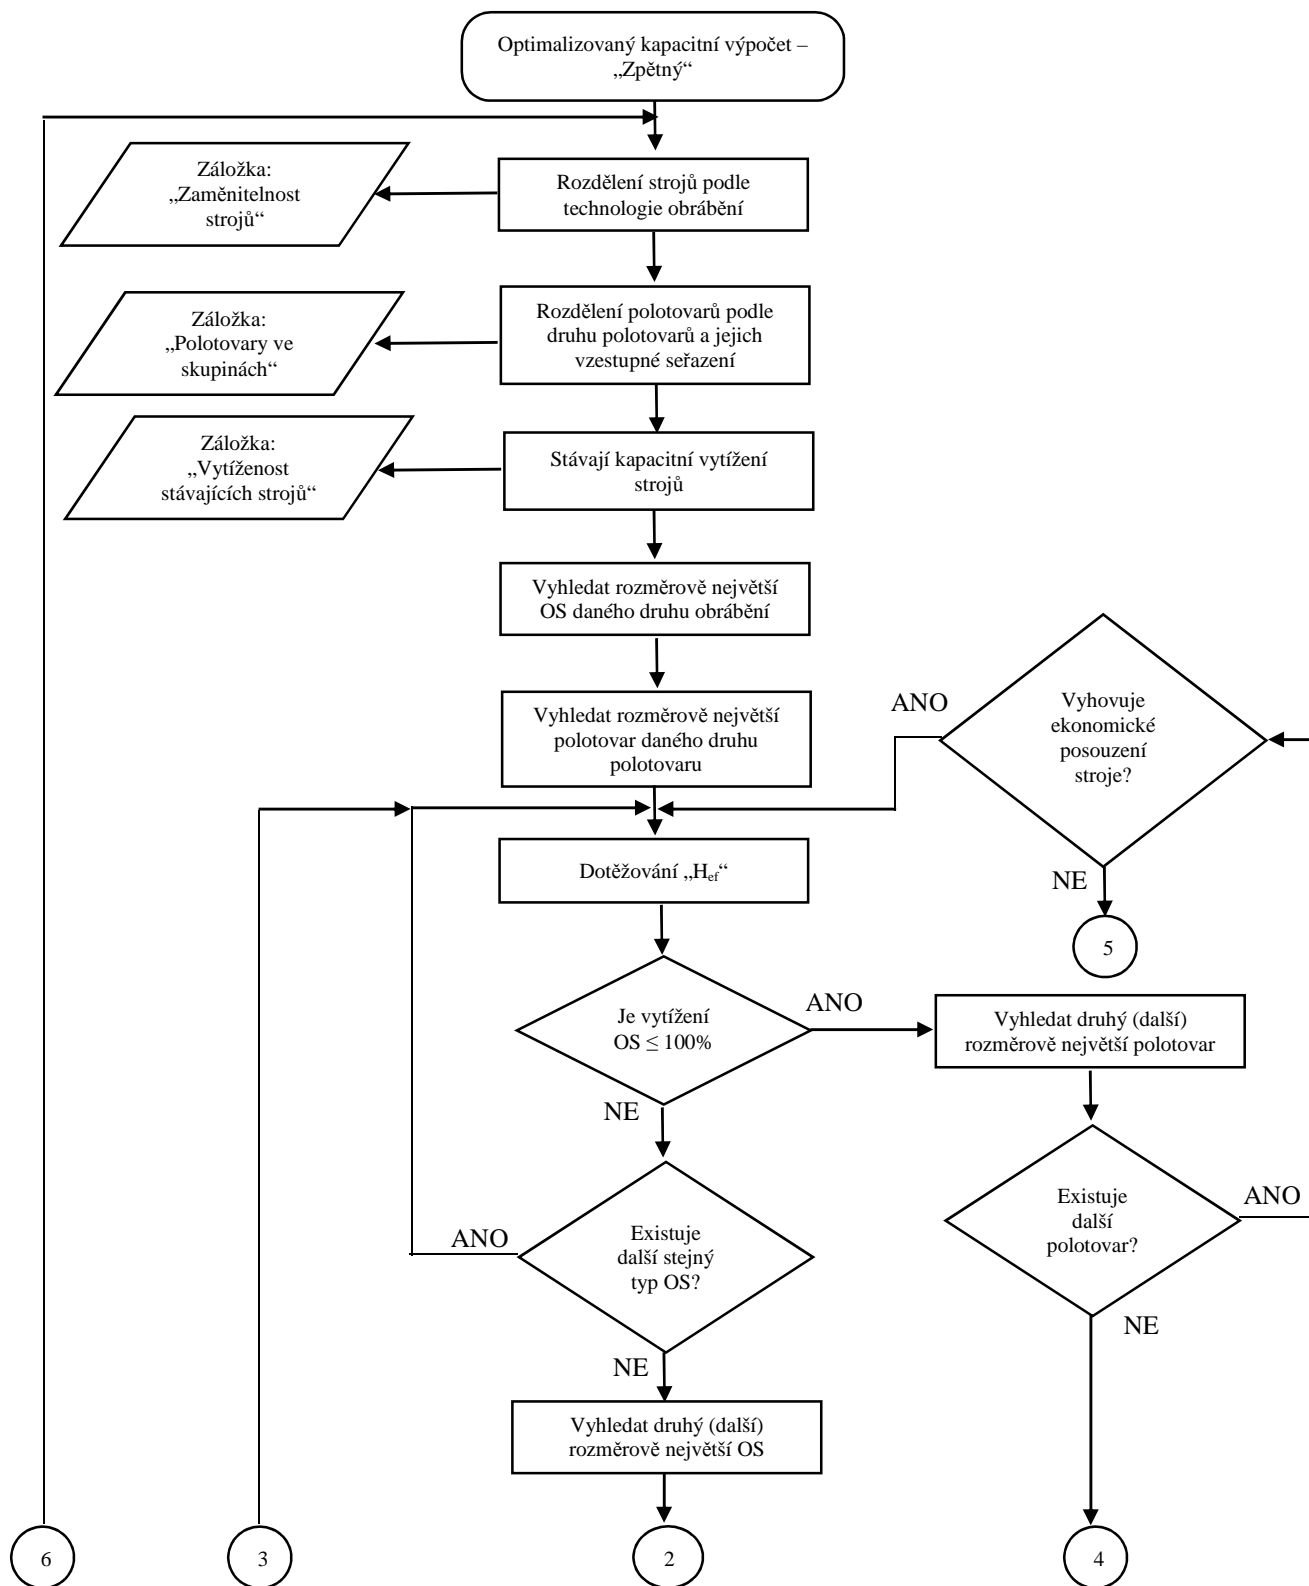 Optimalizovaný kapacitní výpočet –
„Zpětný“
Záložka:
„Zaměnitelnost
strojů“
Rozdělení strojů podle
technologie obrábění
Záložka:
„Polotovary ve
skupinách“
Rozdělení polotovarů podle
druhu polotovarů a jejich
vzestupné seřazení
Záložka:
„Vytíženost
stávajících strojů“
Stávají kapacitní vytížení
strojů
Vyhledat rozměrově největší
OS daného druhu obrábění
Vyhledat rozměrově největší
polotovar daného druhu
polotovaru
ANO
Vyhovuje
ekonomické
posouzení
stroje?
NE
5
Dotěžování „Hef“
Je vytížení
OS ≤ 100%
ANO
NE
Vyhledat druhý (další)
rozměrově největší polotovar
Existuje
další stejný
typ OS?
ANO
NE
Existuje
další
polotovar?
ANO
NE
Vyhledat druhý (další)
rozměrově největší OS
6
3
2
4